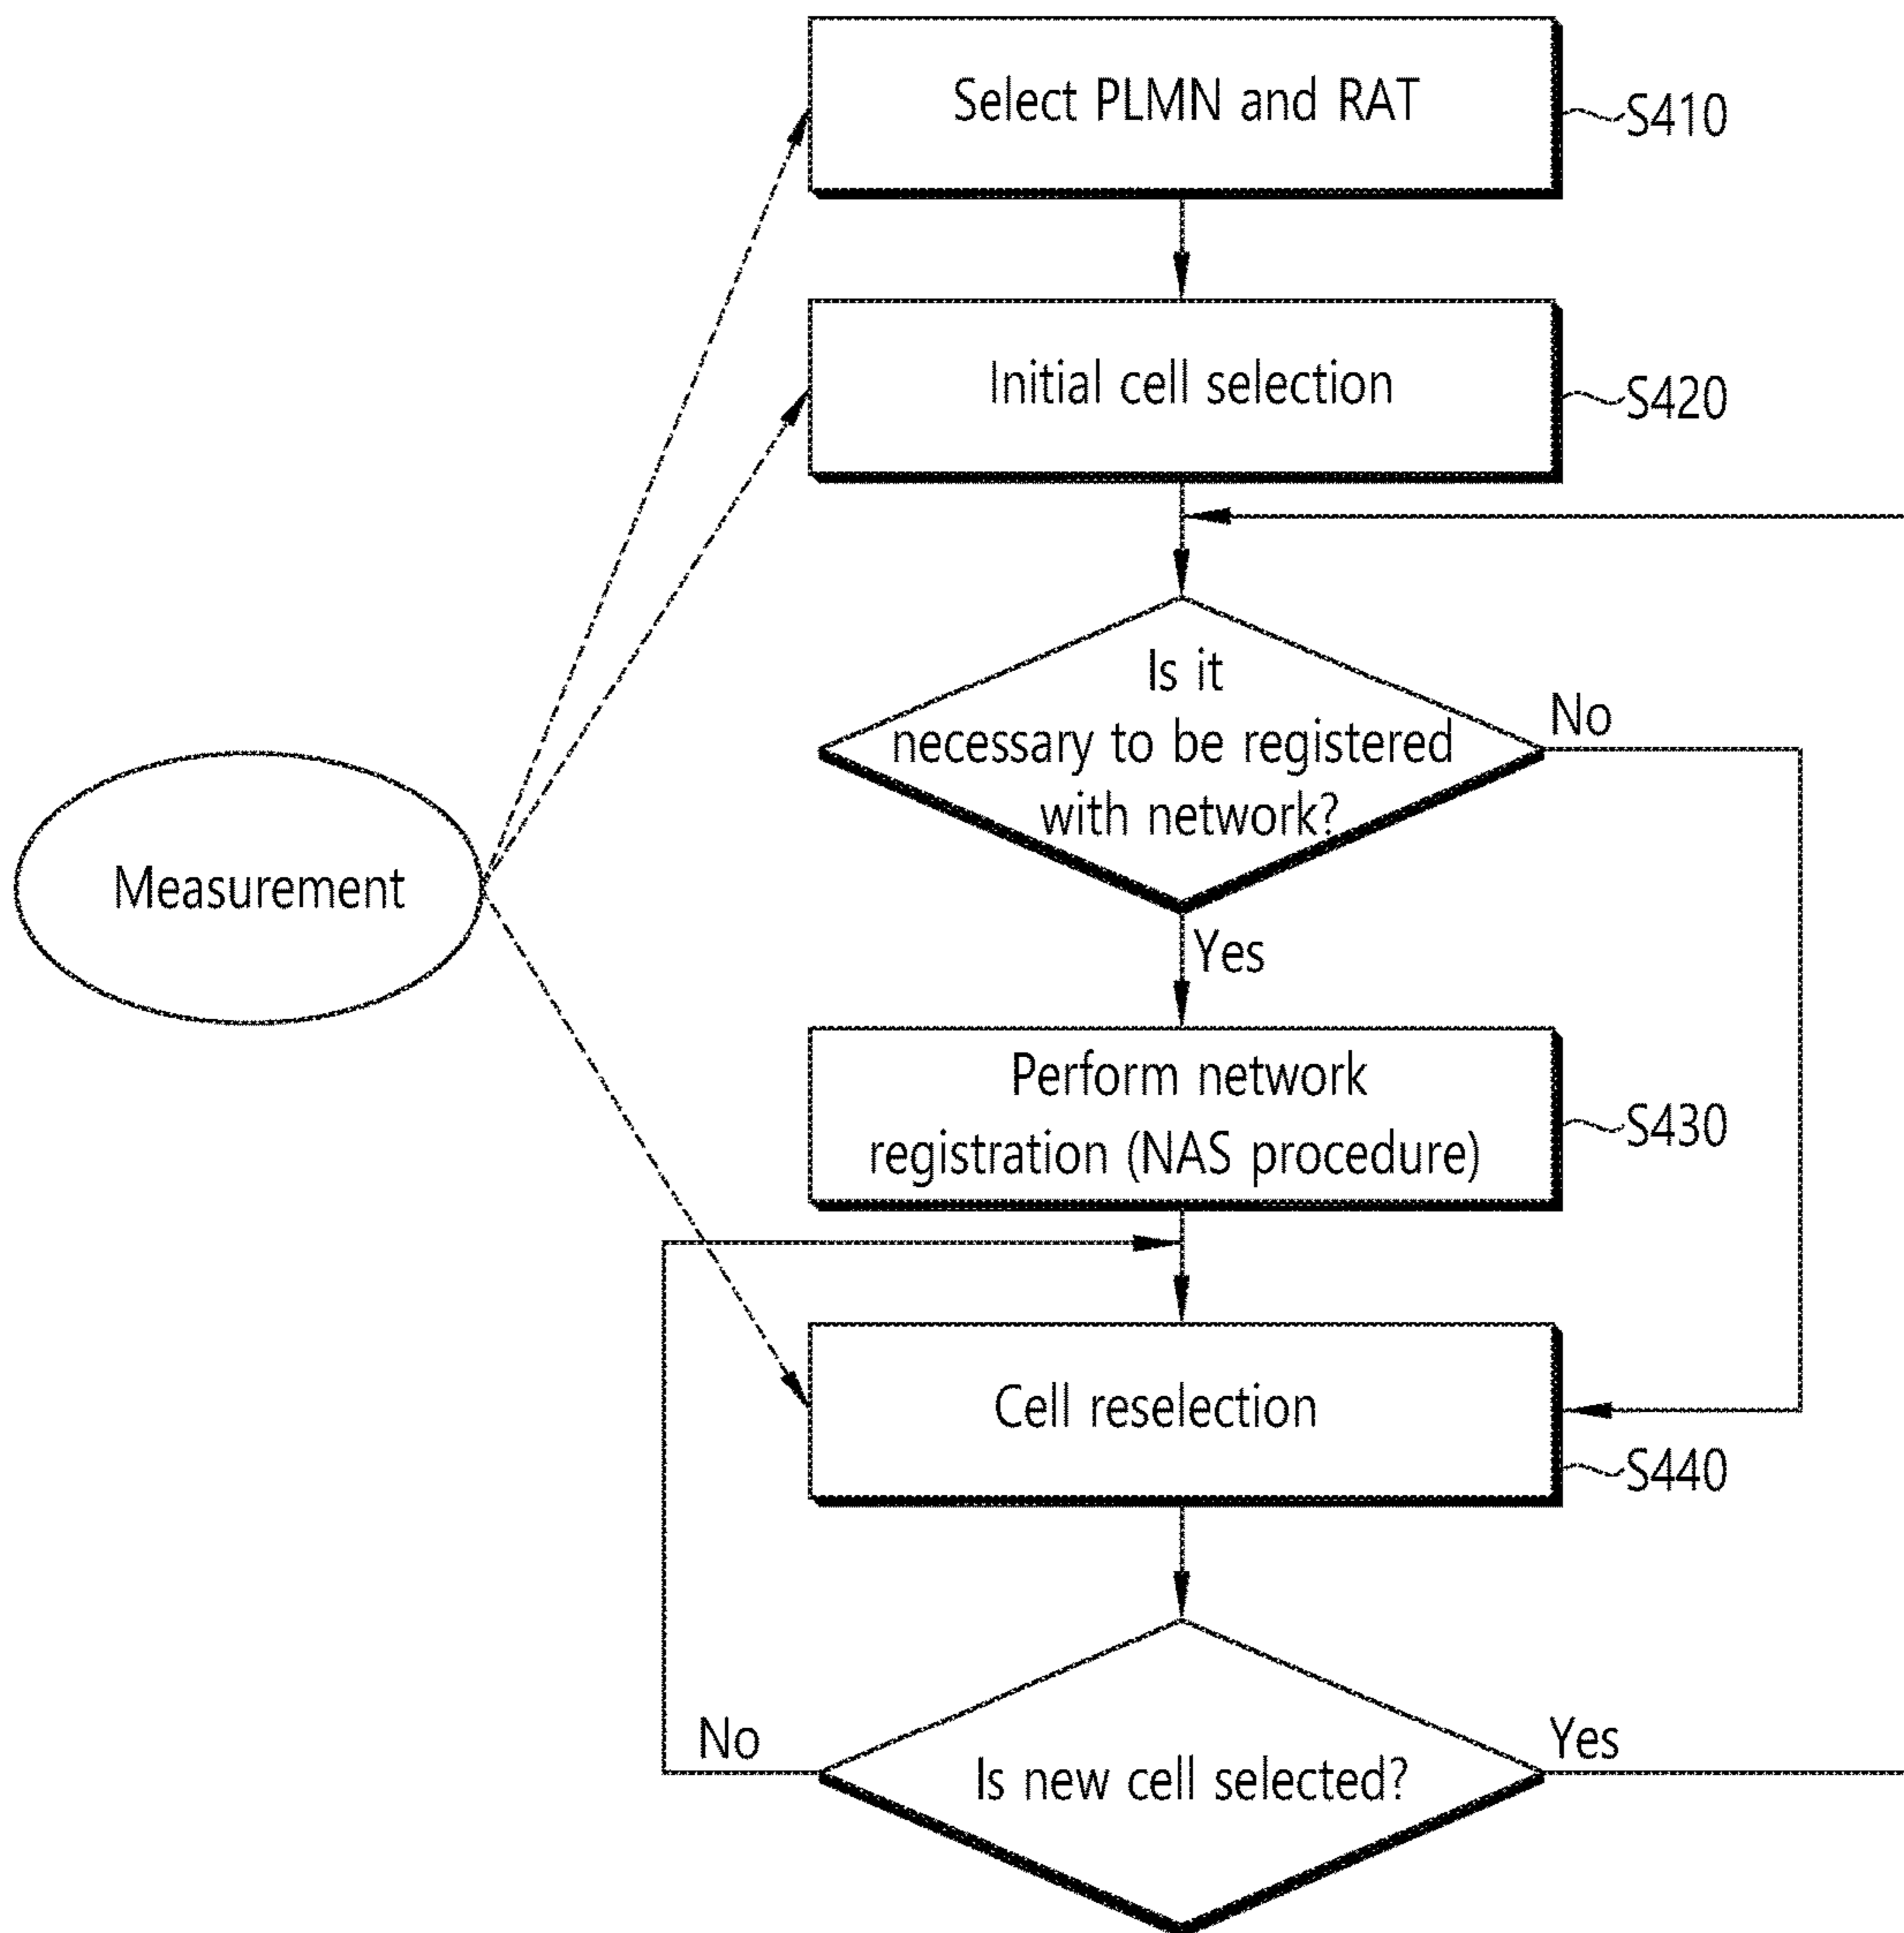 Select PLMN and RAT
S410
Initial cell selection
S420
Is it
necessary to be registered
with network?
No
Measurement
Yes
Perform network
registration (NAS procedure)
S430
Cell reselection
S440
No
Is new cell selected?
Yes